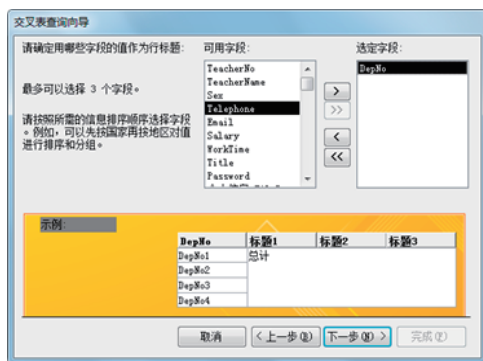 交叉表查询向导
请确定用哪些字段的值作为行标题:
可用字段:
选定字段:
最多可以选择 3 个字段。
请按照所需的信息排序顺序选择字段
。例如，可以先按国家再按地区对值
进行排序和分组。
TeacherNo
TeacherName
Sex
Telephone
Email
Salary
WorkTime
Title
Password
DepNo
>
>>
<
<<
示例:
DepNo 标题1 标题2 标题3
DepNo1 总计
DepNo2
DepNo3
DepNo4
取消 <上一步(B) 下一步(N)> 完成(F)